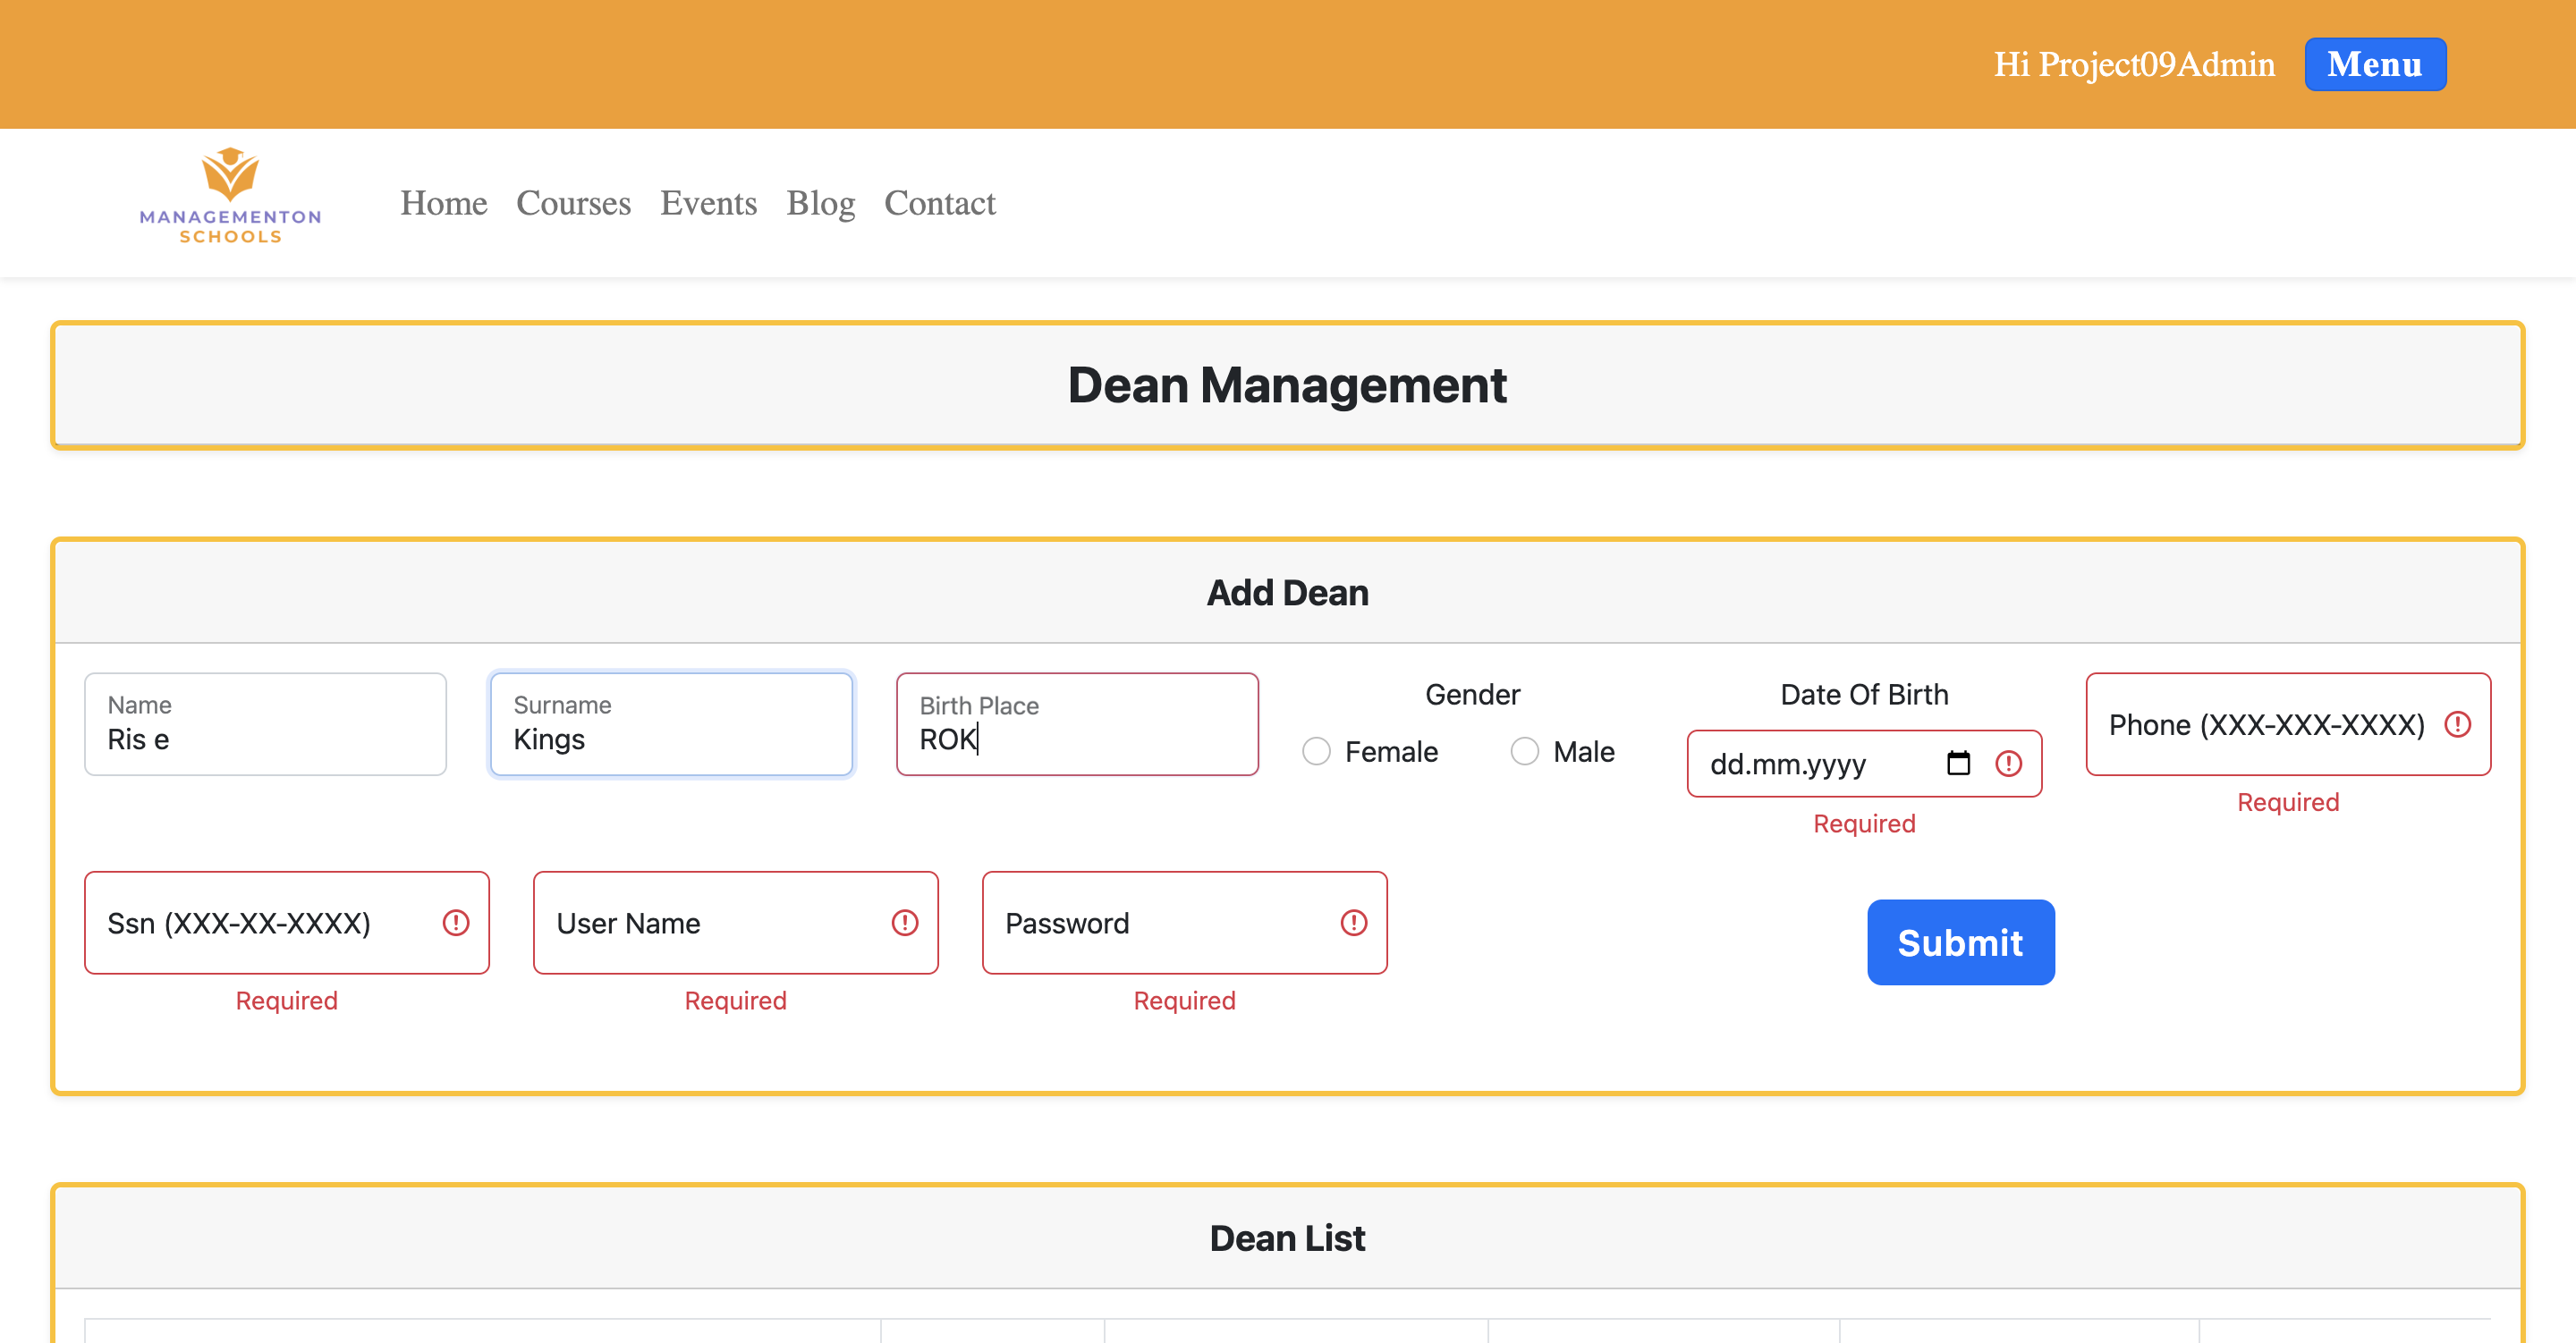 Hi Project09Admin Menu
MANAGEMENTON
SCHOOLS
Home Courses Events Blog Contact
Dean Management
Add Dean
Name
Ris e
Surname
Kings
Birth Place
ROK
Gender
Female Male
Date Of Birth
dd.mm.yyyy
Required
Phone (XXX-XXX-XXXX)
Required
Ssn (XXX-XX-XXXX)
Required
User Name
Required
Password
Required
Submit
Dean List